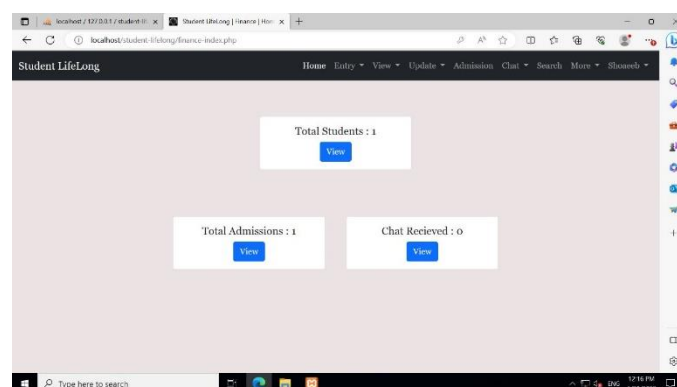 localhost / 127.0.0.1 / student-li
Student LifeLong | Finance | Hom
localhost/student-lifelong/finance-index.php
Student LifeLong
Home Entry View Update Admission Chat Search More Shoaeeb
Total Students : 1
View
Total Admissions : 1
Chat Recieved : 0
View
View
Type here to search
ENG
12:16 PM